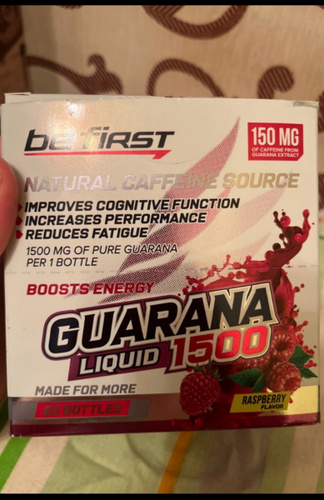 be first
150 MG
OF CAFFEINE FROM
GUARANA EXTRACT
NATURAL CAFFEINE SOURCE
IMPROVES COGNITIVE FUNCTION
INCREASES PERFORMANCE
REDUCES FATIGUE
1500 MG OF PURE GUARANA
PER 1 BOTTLE
BOOSTS ENERGY
GUARANA
LIQUID 1500
MADE FOR MORE
20 BOTTLES
RASPBERRY
FLAVOR